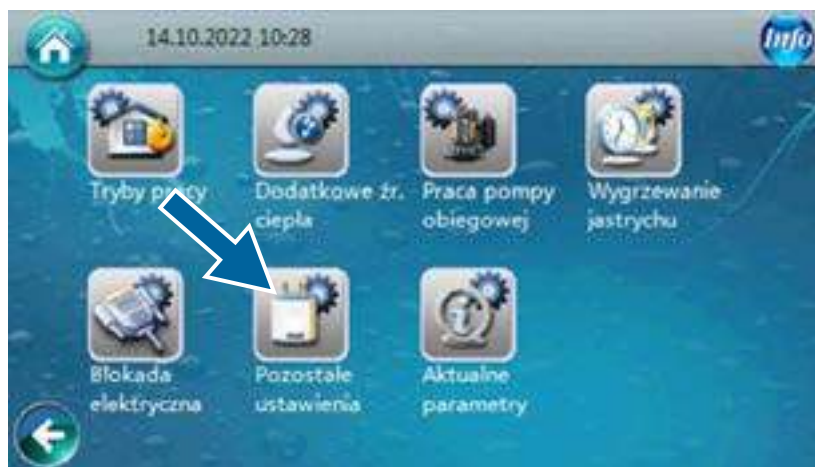 14.10.2022 10:28
Info
Tryby pracy
Dodatkowe źr.
ciepła
Praca pompy
obiegowej
Wygrzewanie
jastrychu
Blokada
elektryczna
Pozostałe
ustawienia
Aktualne
parametry